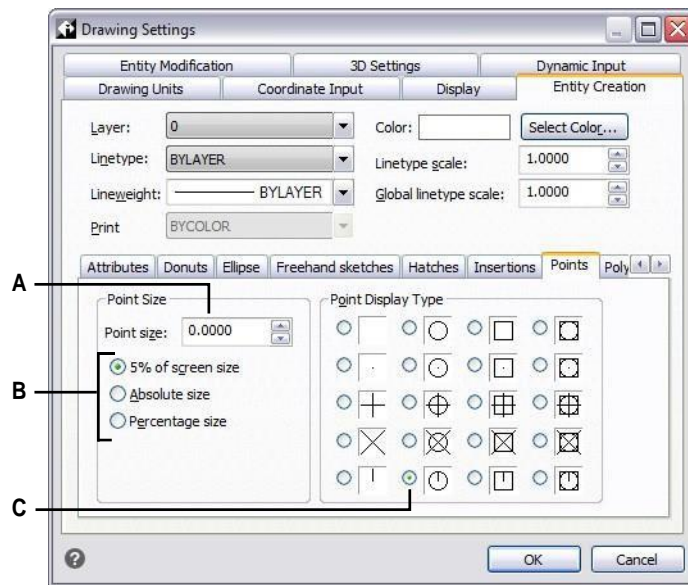 Drawing Settings
Entity Modification 3D Settings Dynamic Input
Drawing Units Coordinate Input Display Entity Creation
Layer: 0 Color: Select Color...
Linetype: BYLAYER Linetype scale: 1.0000
Lineweight: BYLAYER Global linetype scale: 1.0000
Print BYCOLOR
Attributes Donuts Ellipse Freehand sketches Hatches Insertions Points Poly
A
Point Size Point Display Type
Point size: 0.0000
B
5% of screen size
Absolute size
Percentage size
C
? OK Cancel